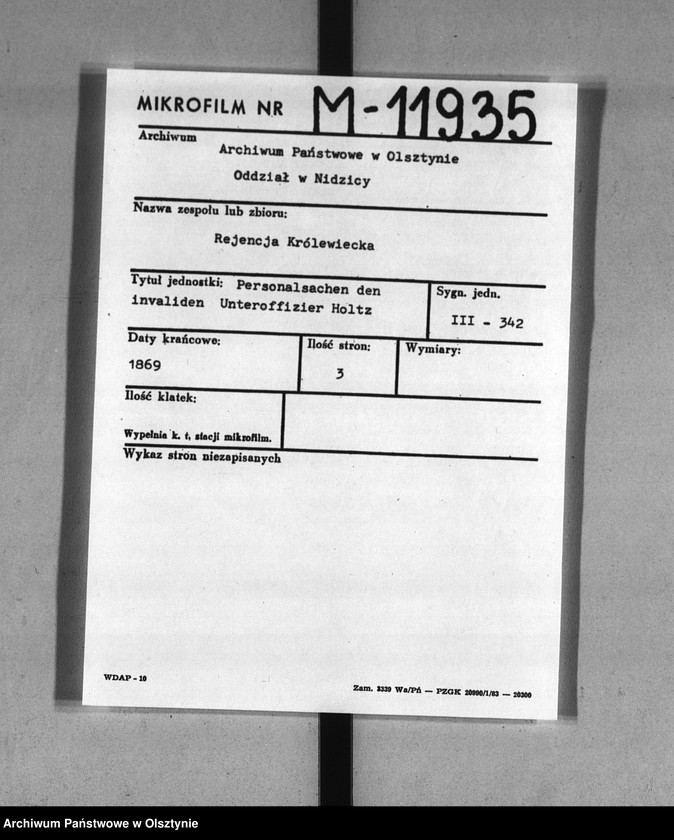 MIKROFILM NR M-11935
Archiwum
Archiwum Państwowe w Olsztynie
Oddział w Nidzicy
Nazwa zespołu lub zbioru:
Rejencja Królewiecka
Tytuł jednostki: Personalsachen den
invaliden Unteroffizier Holtz
Sygn. jedn.
III - 342
Daty krańcowe:
1869
Ilość stron:
3
Wymiary:
Ilość klatek:
Wypełnia k. t. stacji mikrofilm.
Wykaz stron niezapisanych
WDAP - 10
Zam. 3339 Wa/Pń — PZGK 20990/1/83 — 20300
Archiwum Państwowe w Olsztynie